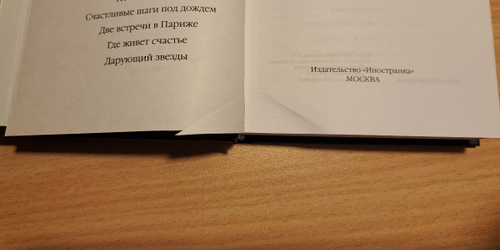 Счастливые шаги под дождем
Две встречи в Париже
Где живет счастье
Дарующий звезды
Издательство «Иностранка»
МОСКВА